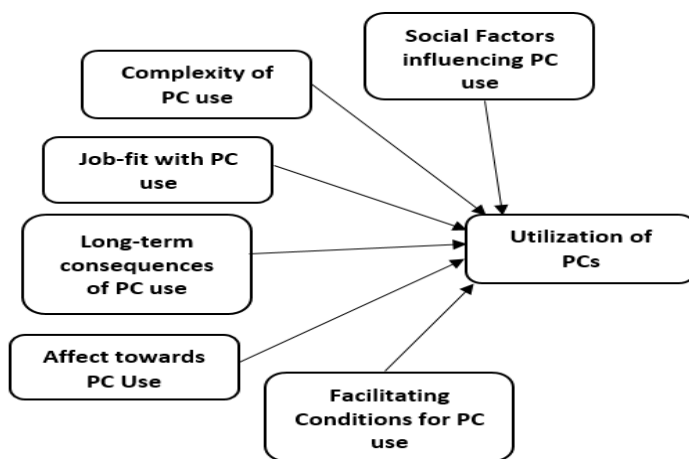 Social Factors
influencing PC
use
Complexity of
PC use
Job-fit with PC
use
Long-term
consequences
of PC use
Utilization of
PCs
Affect towards
PC Use
Facilitating
Conditions for PC
use